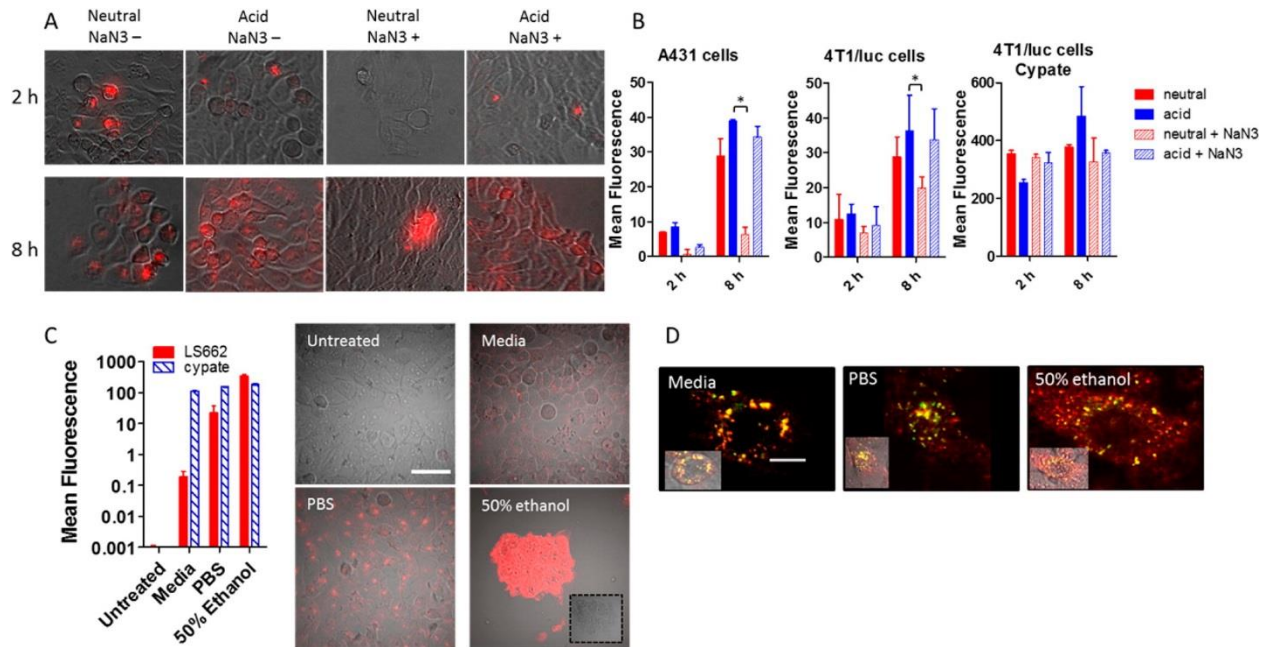 A
Neutral
NaN3 –
Acid
NaN3 –
Neutral
NaN3 +
Acid
NaN3 +
2 h
8 h
B
A431 cells
Mean Fluorescence
50
40
30
20
10
0
2 h
8 h
*
4T1/luc cells
Mean Fluorescence
50
40
30
20
10
0
2 h
8 h
*
4T1/luc cells
Cypate
Mean Fluorescence
600
400
200
0
2 h
8 h
neutral
acid
neutral + NaN3
acid + NaN3
C
LS662
cypate
Mean Fluorescence
1000
100
10
1
0.1
0.01
0.001
Untreated
Media
PBS
50% Ethanol
Untreated
Media
PBS
50% ethanol
D
Media
PBS
50% ethanol